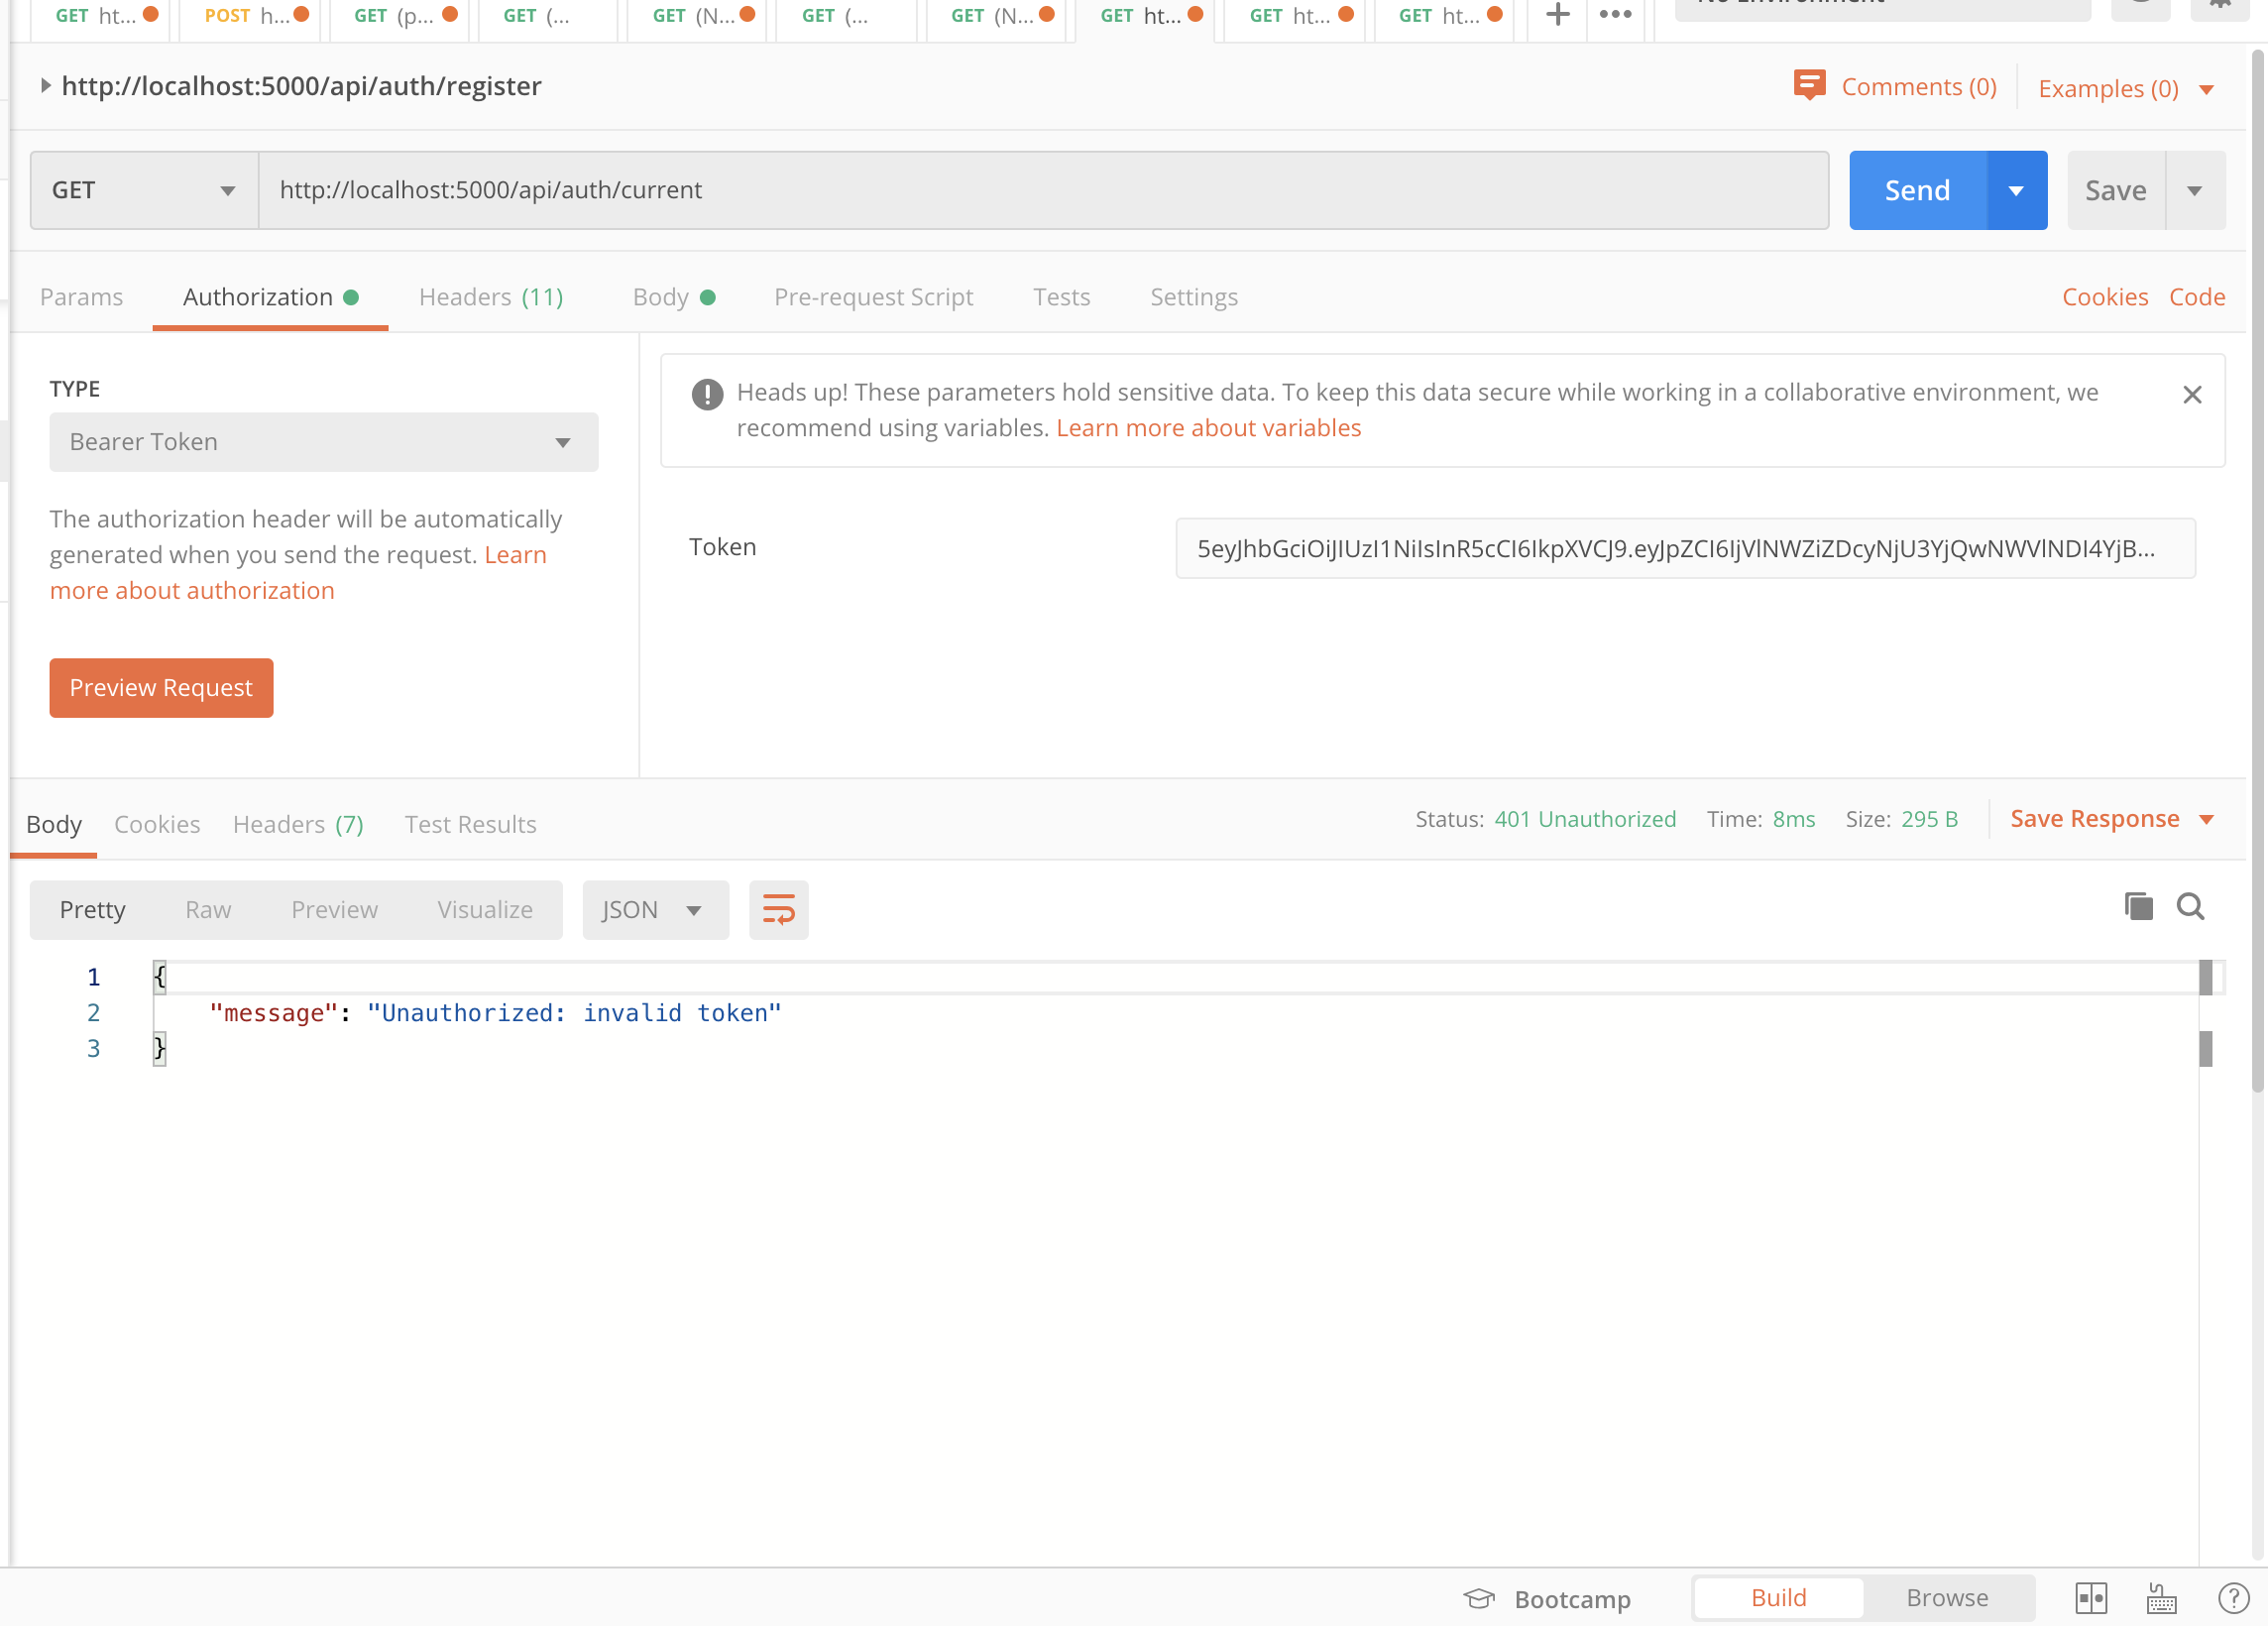 GET ht...
POST h...
GET (p...
GET (...
GET (N...
GET (...
GET (N...
GET ht...
GET ht...
GET ht...
No Environment
http://localhost:5000/api/auth/register
Comments (0)
Examples (0)
GET
http://localhost:5000/api/auth/current
Send
Save
Params
Authorization
Headers (11)
Body
Pre-request Script
Tests
Settings
Cookies
Code
TYPE
Bearer Token
The authorization header will be automatically
generated when you send the request. Learn
more about authorization
Preview Request
Heads up! These parameters hold sensitive data. To keep this data secure while working in a collaborative environment, we
recommend using variables. Learn more about variables
Token
5eyJhbGciOiJIUzI1NiIsInR5cCI6IkpXVCJ9.eyJpZCI6IjVlNWZiZDcyNjU3YjQwNWVlNDI4YjB...
Body
Cookies
Headers (7)
Test Results
Status: 401 Unauthorized
Time: 8ms
Size: 295 B
Save Response
Pretty
Raw
Preview
Visualize
JSON
1 {
2 "message": "Unauthorized: invalid token"
3 }
Bootcamp
Build
Browse